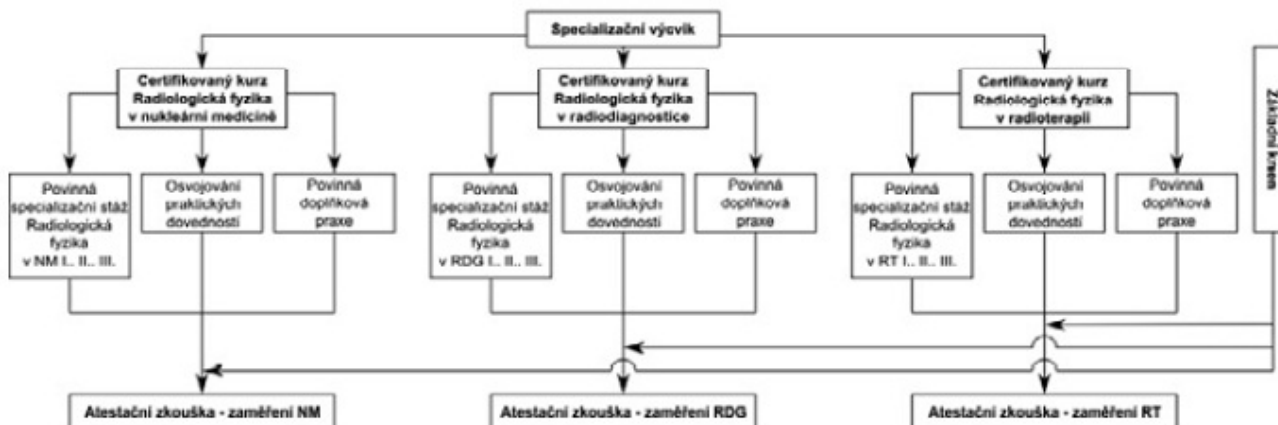 Specializační výcvik
Certifikovaný kurz
Radiologická fyzika
v nukleární medicině
Certifikovaný kurz
Radiologická fyzika
v radiodiagnostice
Certifikovaný kurz
Radiologická fyzika
v radioterapii
Základní kmen
Povinná
specializační stáž
Radiologická
fyzika
v NM I.. II.. III.
Osvojování
praktických
dovedností
Povinná
doplňková
praxe
Povinná
specializační stáž
Radiologická
fyzika
v RDG I.. II.. III.
Osvojování
praktických
dovedností
Povinná
doplňková
praxe
Povinná
specializační stáž
Radiologická
fyzika
v RT I.. II.. III.
Osvojování
praktických
dovedností
Povinná
doplňková
praxe
Atestační zkouška - zaměření NM
Atestační zkouška - zaměření RDG
Atestační zkouška - zaměření RT